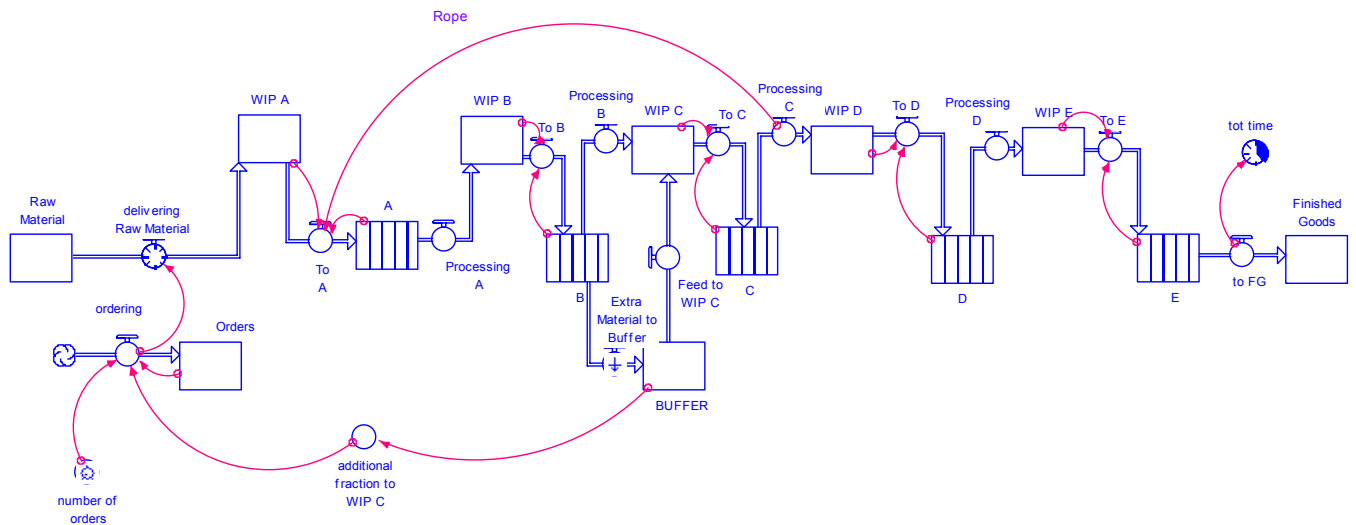 Rope
Processing
C
Processing
B
Processing
D
WIP A
WIP B
To B
WIP C
To C
WIP D
To D
WIP E
To E
tot time
Raw
Material
delivering
Raw Material
A
Finished
Goods
To
A
Processing
A
B
Feed to
WIP C
C
D
E
to FG
ordering
Orders
Extra
Material to
Buffer
BUFFER
additional
fraction to
WIP C
number of
orders